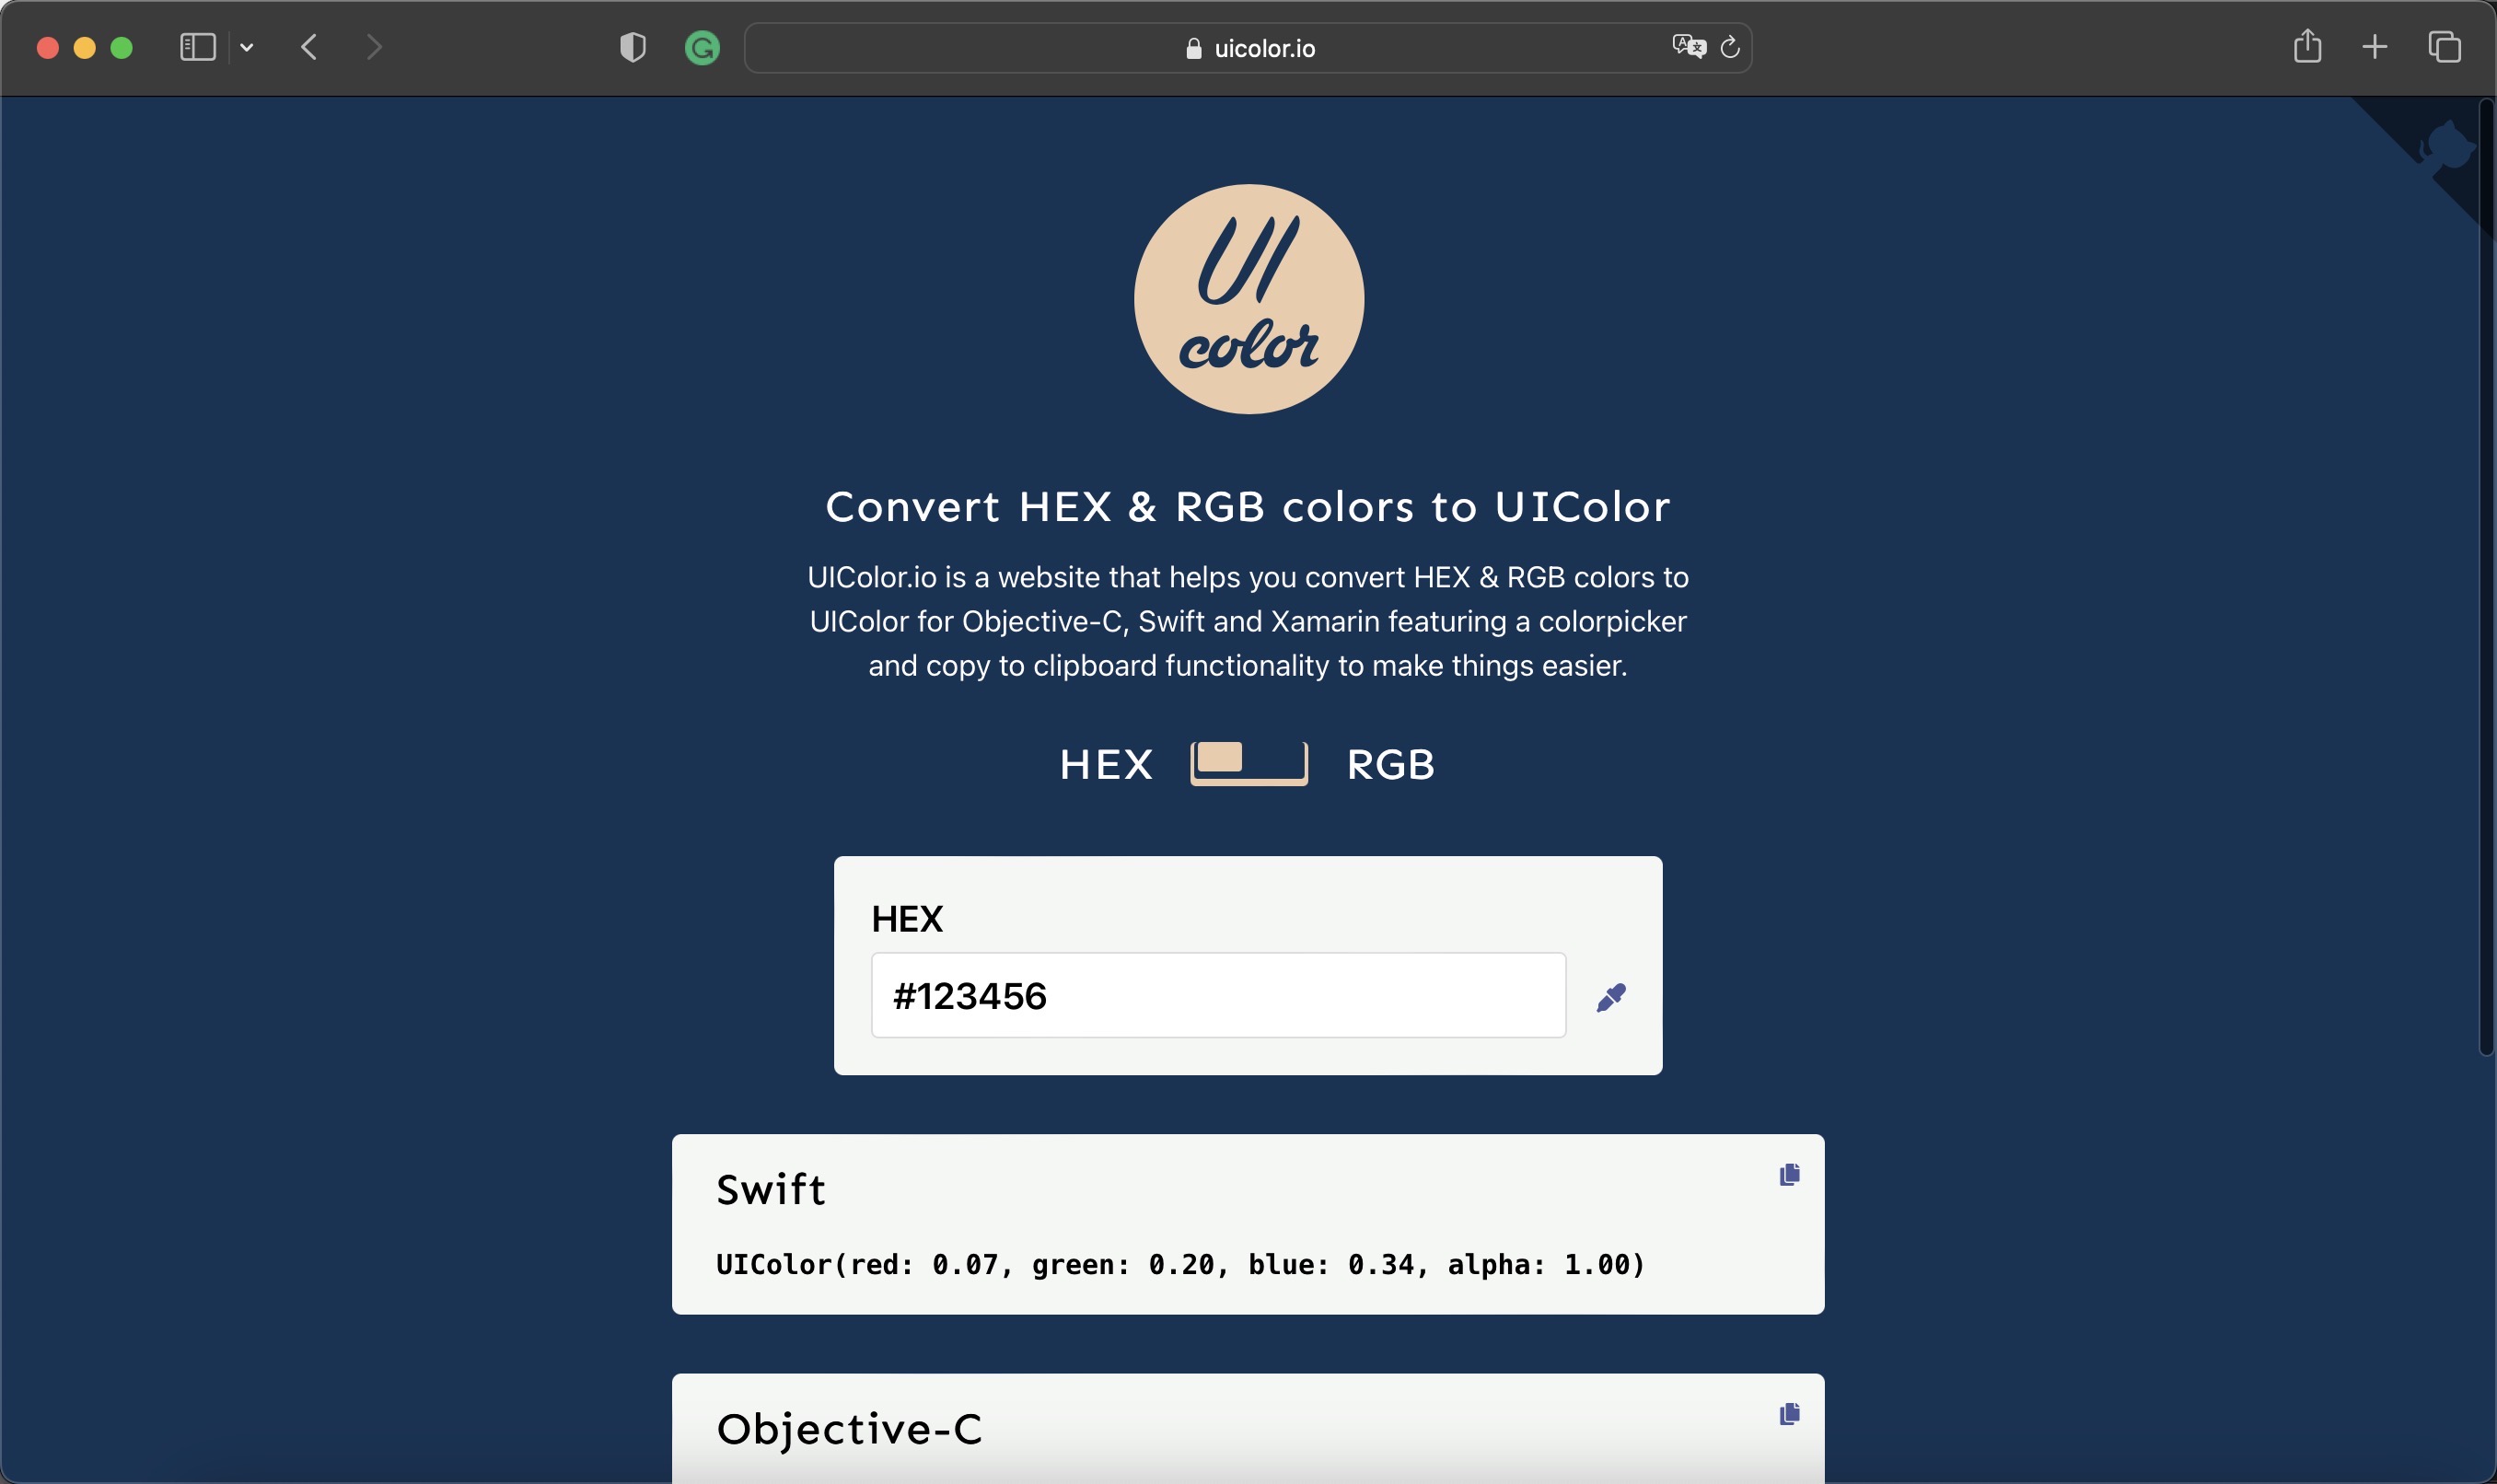 uicolor.io
UI
color
Convert HEX & RGB colors to UIColor
UIColor.io is a website that helps you convert HEX & RGB colors to
UIColor for Objective-C, Swift and Xamarin featuring a colorpicker
and copy to clipboard functionality to make things easier.
HEX RGB
HEX
#123456
Swift
UIColor(red: 0.07, green: 0.20, blue: 0.34, alpha: 1.00)
Objective-C